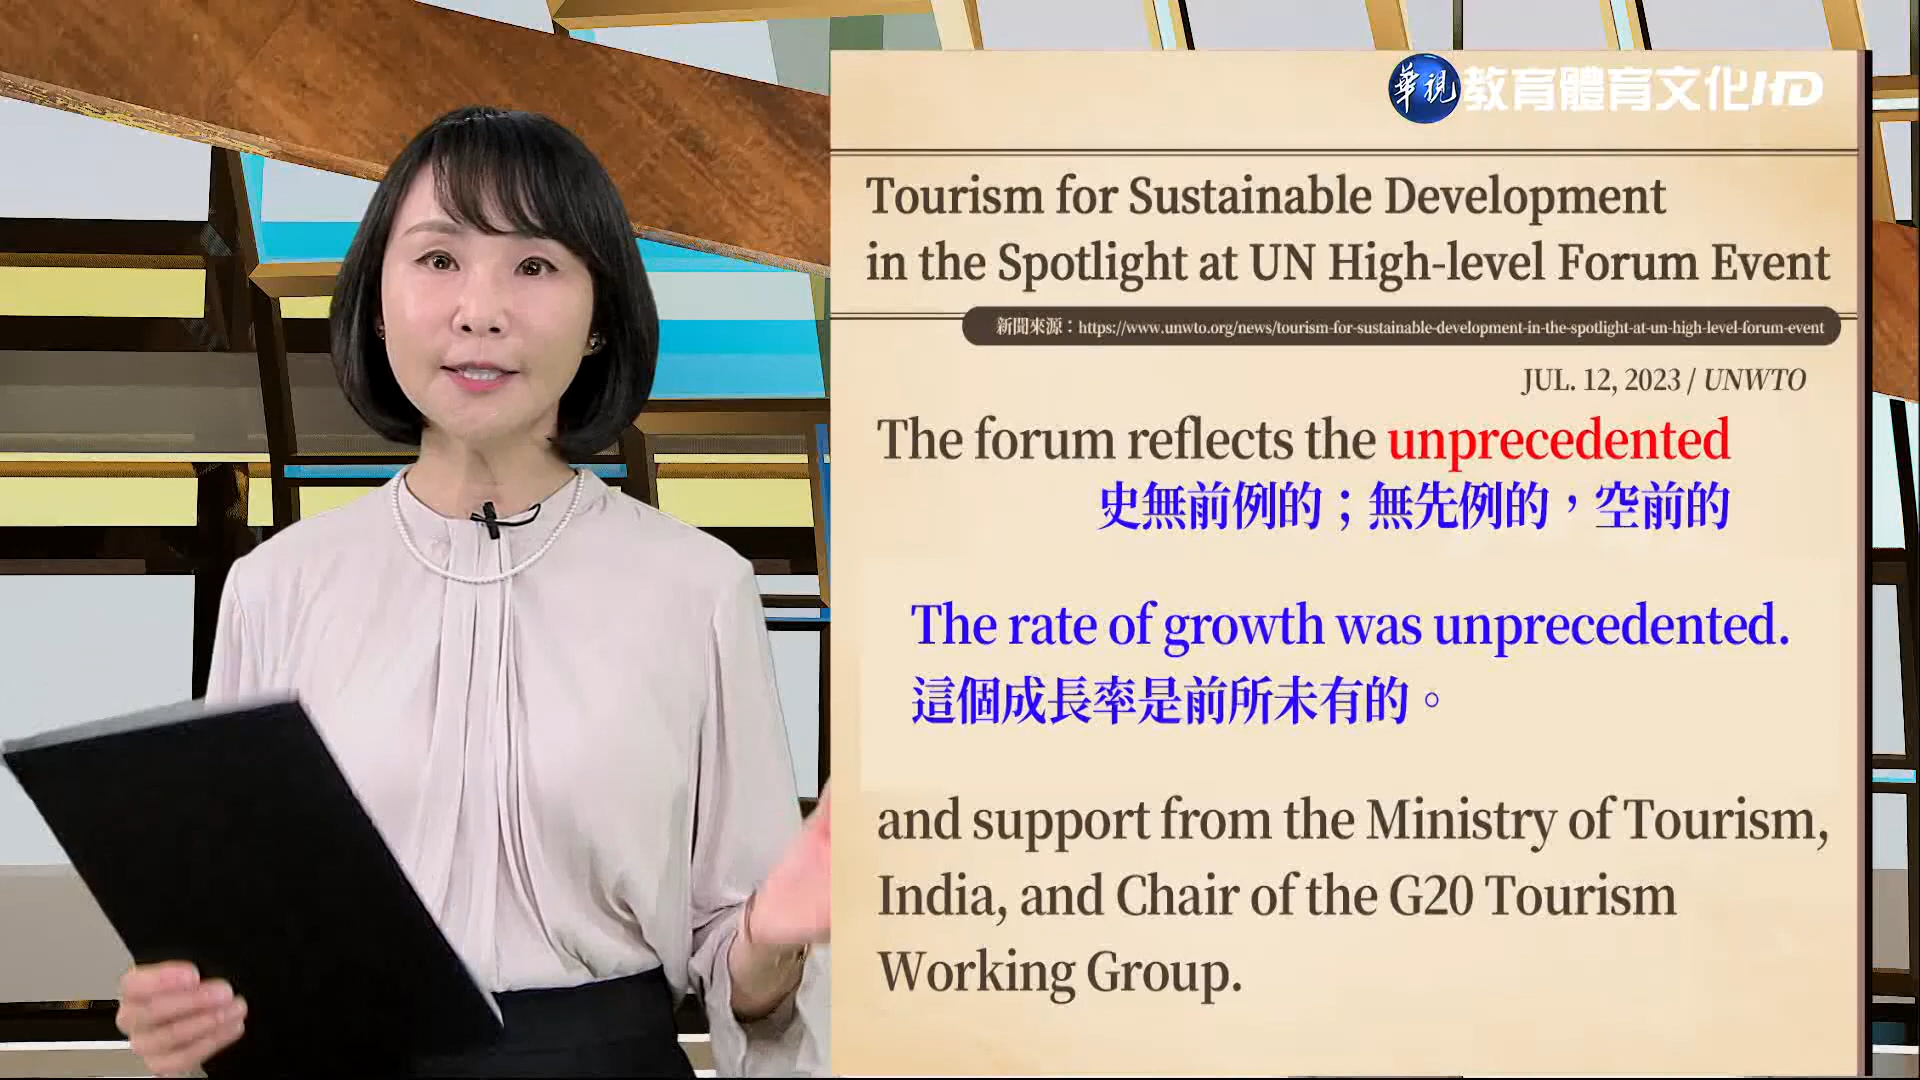 華視 教育體育文化HD
Tourism for Sustainable Development
in the Spotlight at UN High-level Forum Event
新聞來源：https://www.unwto.org/news/tourism-for-sustainable-development-in-the-spotlight-at-un-high-level-forum-event
JUL. 12, 2023 / UNWTO
The forum reflects the unprecedented
史無前例的；無先例的，空前的
The rate of growth was unprecedented.
這個成長率是前所未有的。
and support from the Ministry of Tourism,
India, and Chair of the G20 Tourism
Working Group.